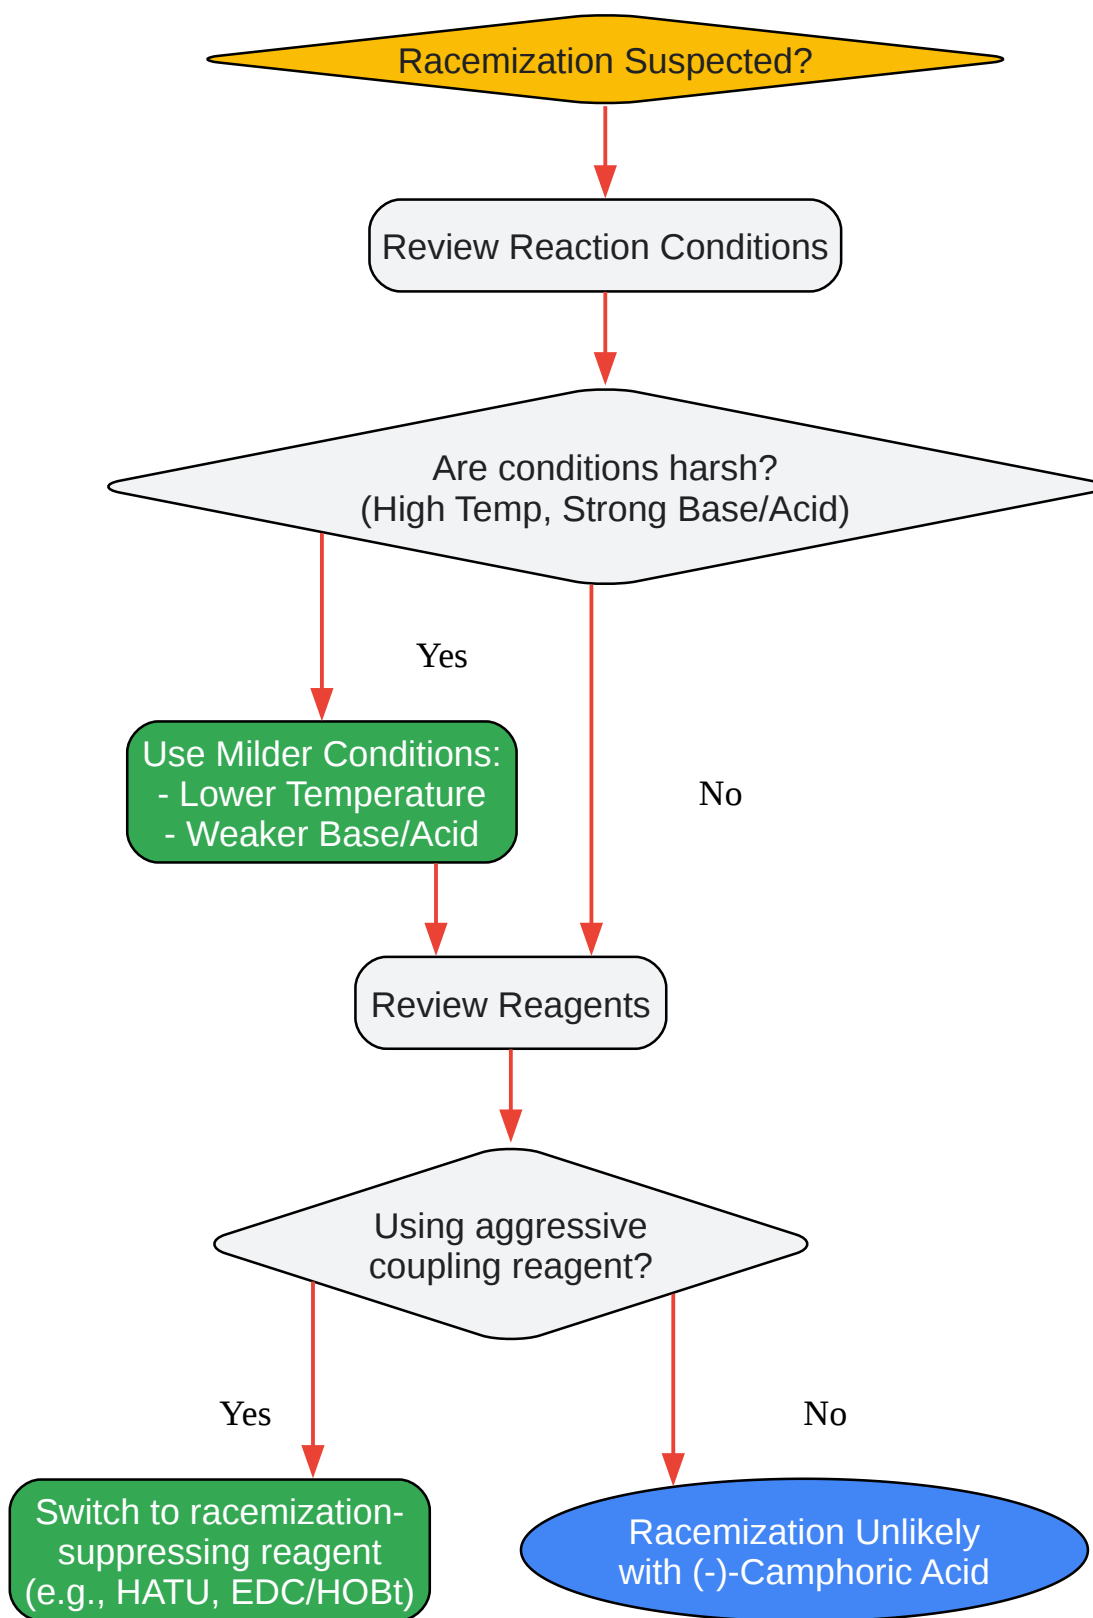 Racemization Suspected?
Review Reaction Conditions
Are conditions harsh?
(High Temp, Strong Base/Acid)
Yes
Use Milder Conditions:
- Lower Temperature
- Weaker Base/Acid
No
Review Reagents
Using aggressive
coupling reagent?
Yes
No
Switch to racemization-
suppressing reagent
(e.g., HATU, EDC/HOBt)
Racemization Unlikely
with (-)-Camphoric Acid